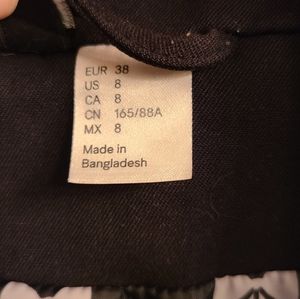 EUR 38
US 8
CA 8
CN 165/88A
MX 8
Made in
Bangladesh